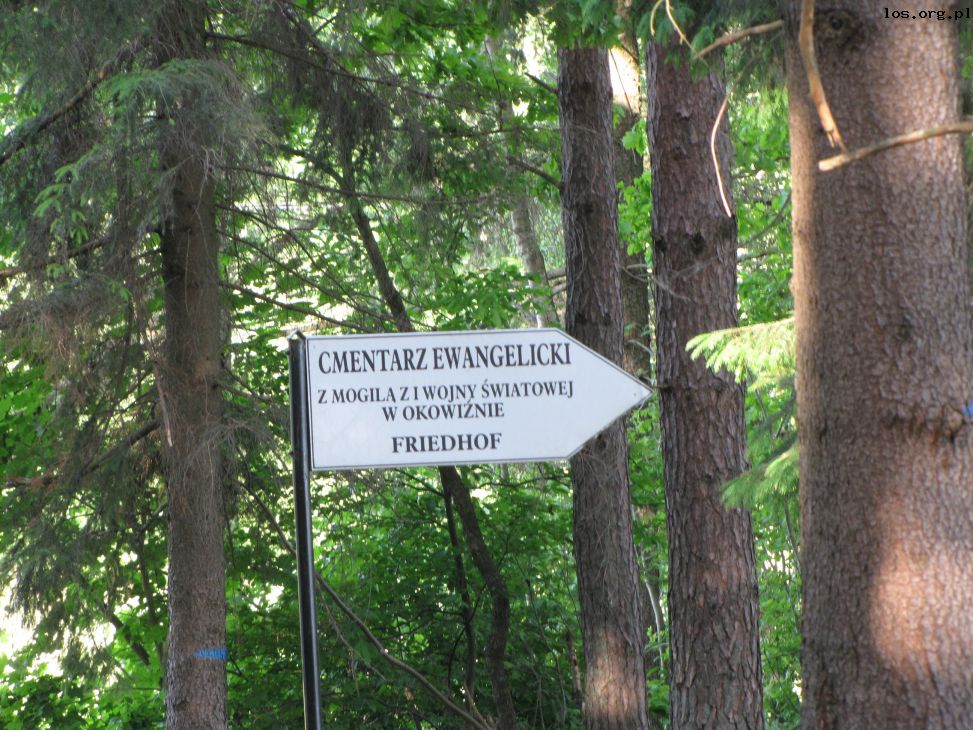 los.org.pl
CMENTARZ EWANGELICKI
Z MOGIŁĄ Z I WOJNY ŚWIATOWEJ
W OKOWIŹNIE
FRIEDHOF